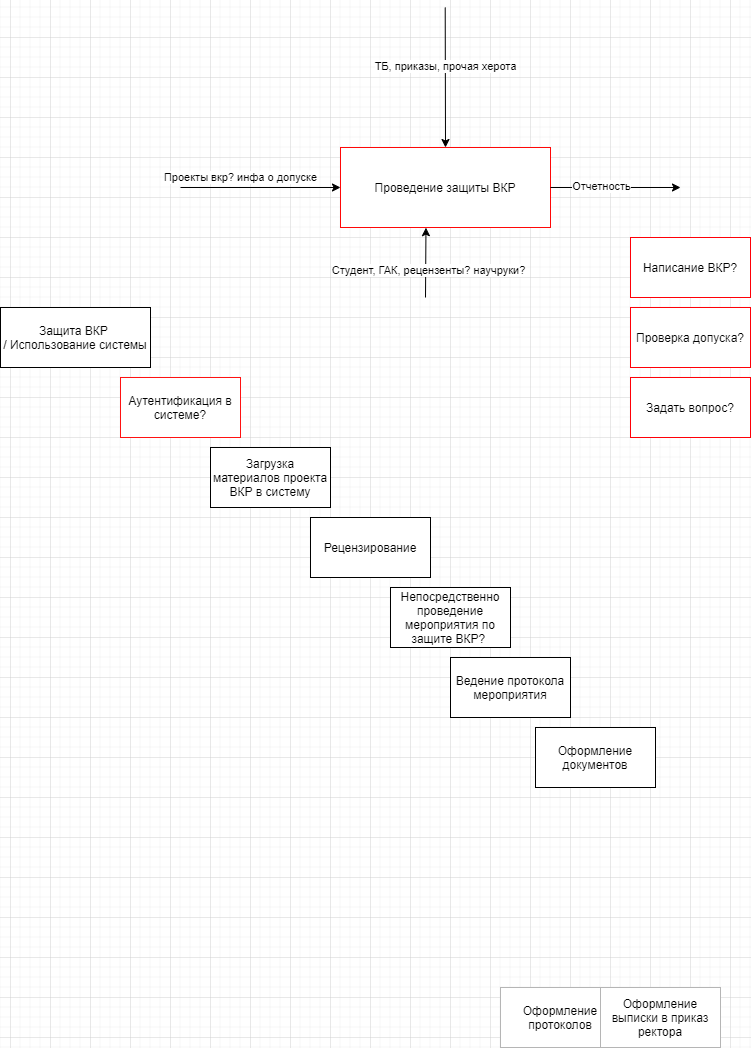 ТБ, приказы, прочая херота
Проекты вкр? инфа о допуске
Проведение защиты ВКР
Отчетность
Студент, ГАК, рецензенты? научруки?
Написание ВКР?
Защита ВКР
/ Использование системы
Проверка допуска?
Аутентификация в
системе?
Задать вопрос?
Загрузка
материалов проекта
ВКР в систему
Рецензирование
Непосредственно
проведение
мероприятия по
защите ВКР?
Ведение протокола
мероприятия
Оформление
документов
Оформление
протоколов
Оформление
выписки в приказ
ректора